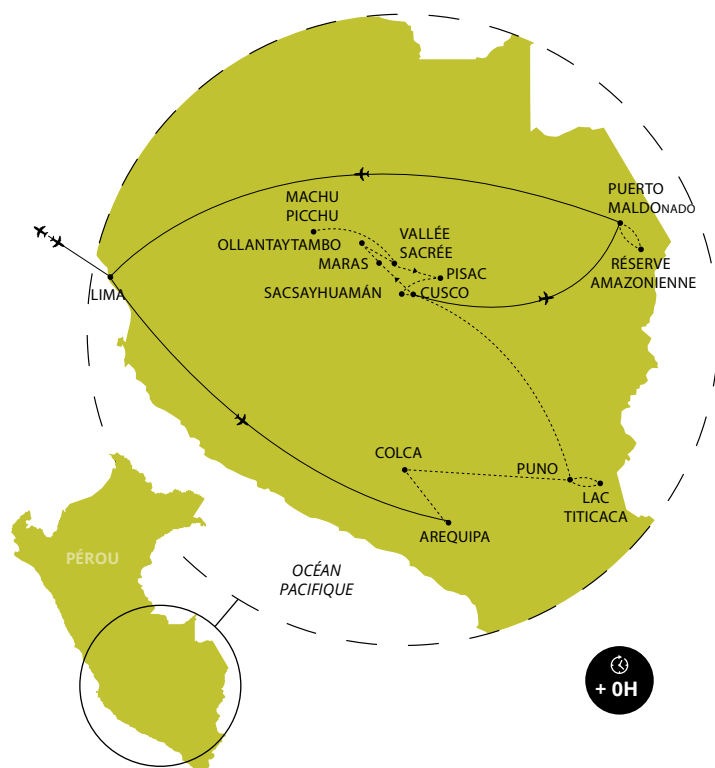 MACHU
PICCHU
OLLANTAYTAMBO
MARAS
VALLÉE
SACRÉE
PISAC
SACSAYHUAMÁN
CUSCO
PUERTO
MALDONADO
RÉSERVE
AMAZONIENNE
LIMA
COLCA
PUNO
LAC
TITICACA
AREQUIPA
OCÉAN
PACIFIQUE
PÉROU
+ 0H